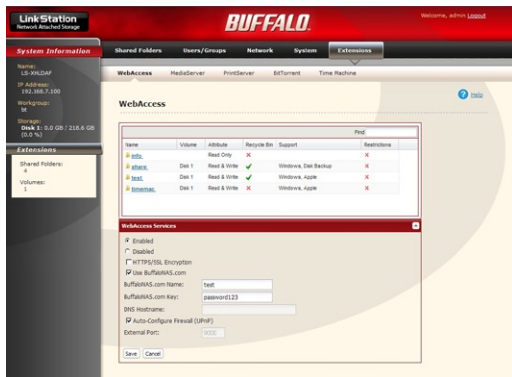 LinkStation
Network Attached Storage
BUFFALO
Welcome, admin Logout
System Information
Shared Folders
Users/Groups
Network
System
Extensions
Name:
LS-XHLDAF
IP Address:
192.168.7.100
Workgroup:
bt
Storage:
Disk 1: 0.0 GB / 218.6 GB
(0.0 %)
Extensions
Shared Folders:
4
Volumes:
1
WebAccess
MediaServer
PrintServer
BitTorrent
Time Machine
Help
WebAccess
Find
Name Volume Attribute Recycle Bin Support Restrictions
info Read Only
share Disk 1 Read & Write Windows, Disk Backup
test Disk 1 Read & Write Windows, Apple
timemac Disk 1 Read & Write Windows, Apple
WebAccess Services
Enabled
Disabled
HTTPS/SSL Encryption
Use BuffaloNAS.com
BuffaloNAS.com Name: test
BuffaloNAS.com Key: password123
DNS Hostname:
Auto-Configure Firewall (UPnP)
External Port: 9000
Save Cancel